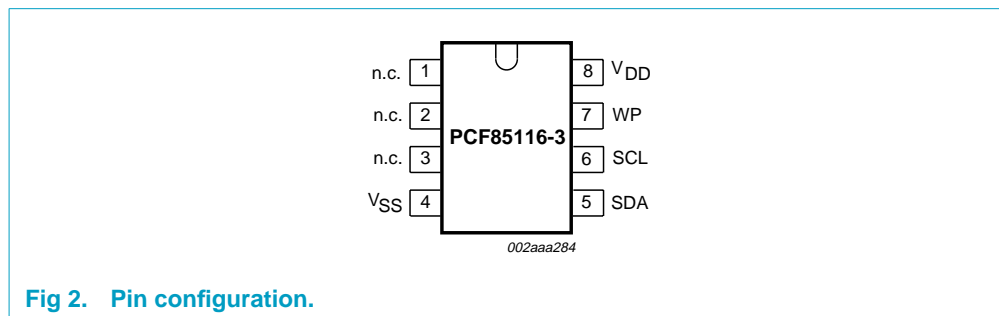 n.c. 1 8 VDD
n.c. 2 7 WP
PCF85116-3
n.c. 3 6 SCL
VSS 4 5 SDA
002aaa284
Fig 2. Pin configuration.